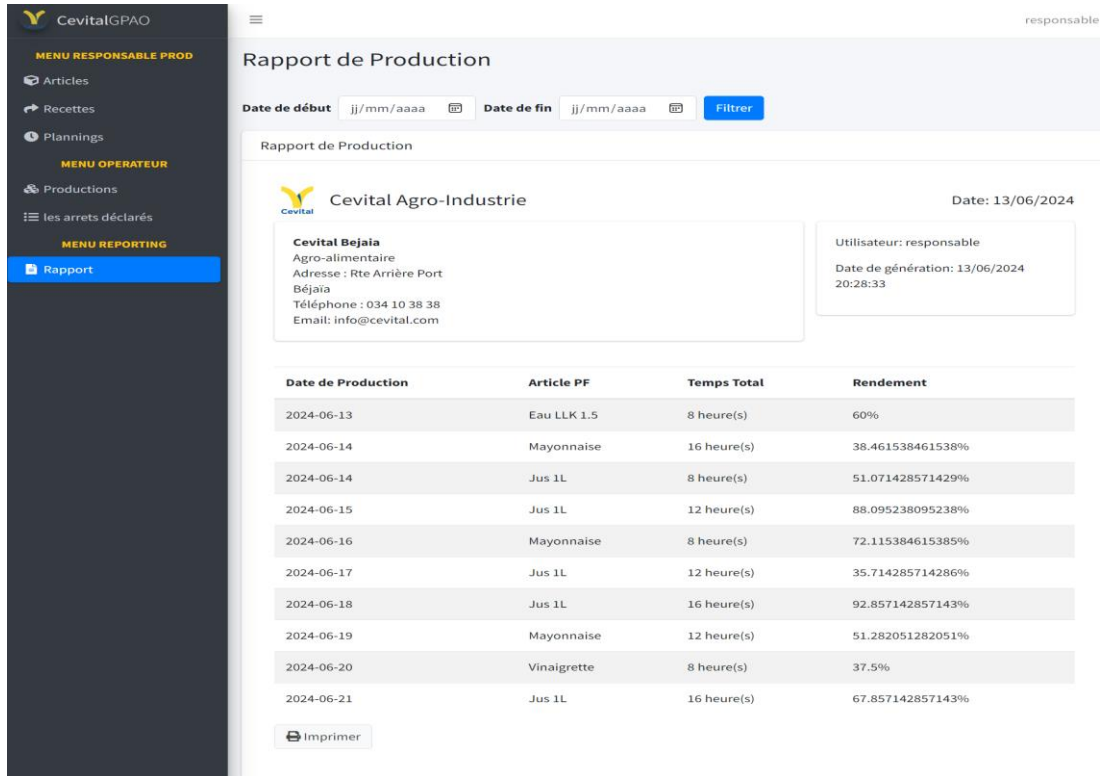 CevitalGPAO
responsable
MENU RESPONSABLE PROD
Articles
Recettes
Plannings
MENU OPERATEUR
Productions
les arrets déclarés
MENU REPORTING
Rapport
Rapport de Production
Date de début jj/mm/aaaa Date de fin jj/mm/aaaa Filtrer
Rapport de Production
Cevital
Cevital Agro-Industrie
Date: 13/06/2024
Cevital Bejaia
Agro-alimentaire
Adresse : Rte Arrière Port
Béjaïa
Téléphone : 034 10 38 38
Email: info@cevital.com
Utilisateur: responsable
Date de génération: 13/06/2024
20:28:33
Date de Production Article PF Temps Total Rendement
2024-06-13 Eau LLK 1.5 8 heure(s) 60%
2024-06-14 Mayonnaise 16 heure(s) 38.461538461538%
2024-06-14 Jus 1L 8 heure(s) 51.071428571429%
2024-06-15 Jus 1L 12 heure(s) 88.095238095238%
2024-06-16 Mayonnaise 8 heure(s) 72.115384615385%
2024-06-17 Jus 1L 12 heure(s) 35.714285714286%
2024-06-18 Jus 1L 16 heure(s) 92.857142857143%
2024-06-19 Mayonnaise 12 heure(s) 51.282051282051%
2024-06-20 Vinaigrette 8 heure(s) 37.5%
2024-06-21 Jus 1L 16 heure(s) 67.857142857143%
Imprimer